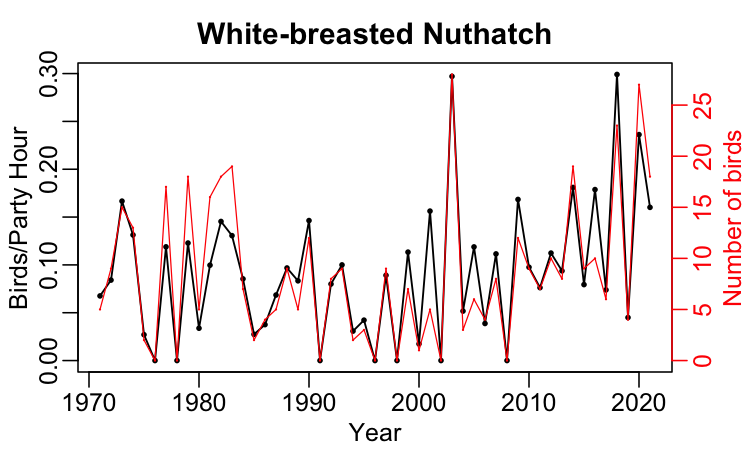 White-breasted Nuthatch
Birds/Party Hour
0.00 0.10 0.20 0.30
0 5 10 15 20 25
Number of birds
1970 1980 1990 2000 2010 2020
Year